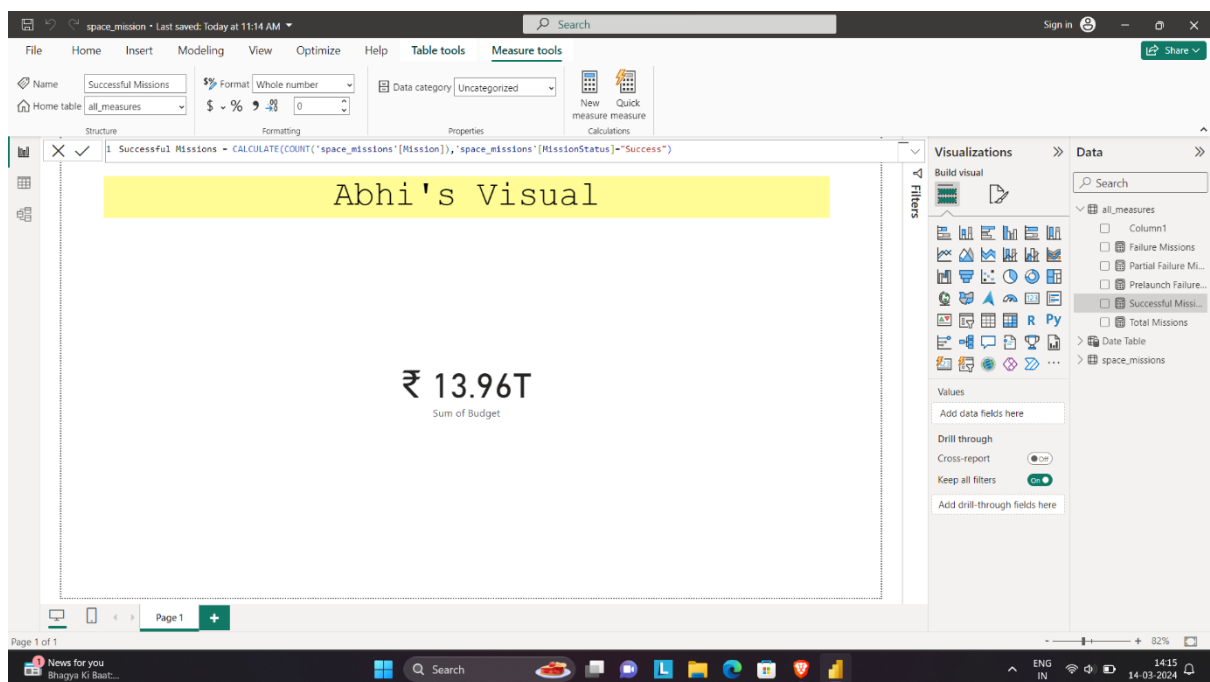 space_mission • Last saved: Today at 11:14 AM
Search
Sign in
File Home Insert Modeling View Optimize Help Table tools Measure tools
Share
Name Successful Missions
Home table all_measures
Structure
$% Format Whole number
$ % 0
Formatting
Data category Uncategorized
Properties
New measure
Quick measure
Calculations
1 Successful Missions = CALCULATE(COUNT('space_missions'[Mission]),'space_missions'[MissionStatus]="Success")
Abhi's Visual
₹ 13.96T
Sum of Budget
Filters
Visualizations
Build visual
R Py
Values
Add data fields here
Drill through
Cross-report Off
Keep all filters On
Add drill-through fields here
Data
Search
all_measures
Column1
Failure Missions
Partial Failure Mi...
Prelaunch Failure...
Successful Missi...
Total Missions
Date Table
space_missions
Page 1
Page 1 of 1
82%
1
News for you
Bhagya Ki Baat:...
Search
L
ENG
IN
14:15
14-03-2024